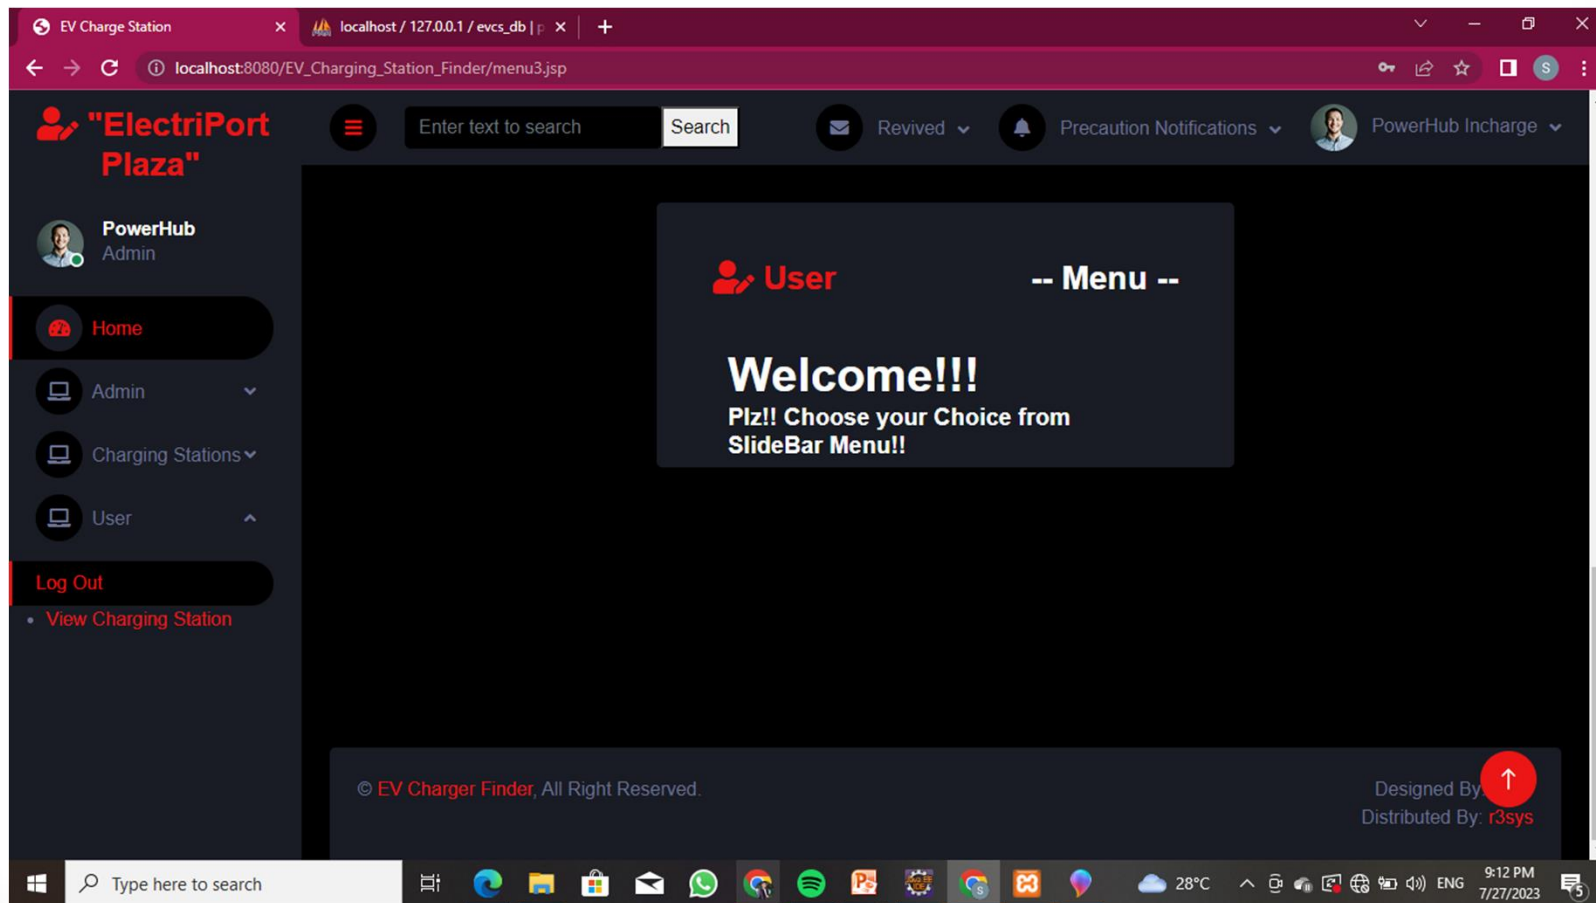 EV Charge Station
localhost / 127.0.0.1 / evcs_db | p
localhost:8080/EV_Charging_Station_Finder/menu3.jsp
S
"ElectriPort
Plaza"
Enter text to search
Search
Revived
Precaution Notifications
PowerHub Incharge
PowerHub
Admin
Home
Admin
Charging Stations
User
Log Out
• View Charging Station
User
-- Menu --
Welcome!!!
Plz!! Choose your Choice from
SlideBar Menu!!
© EV Charger Finder, All Right Reserved.
Designed By
Distributed By: r3sys
Type here to search
28°C
ENG
9:12 PM
7/27/2023
5